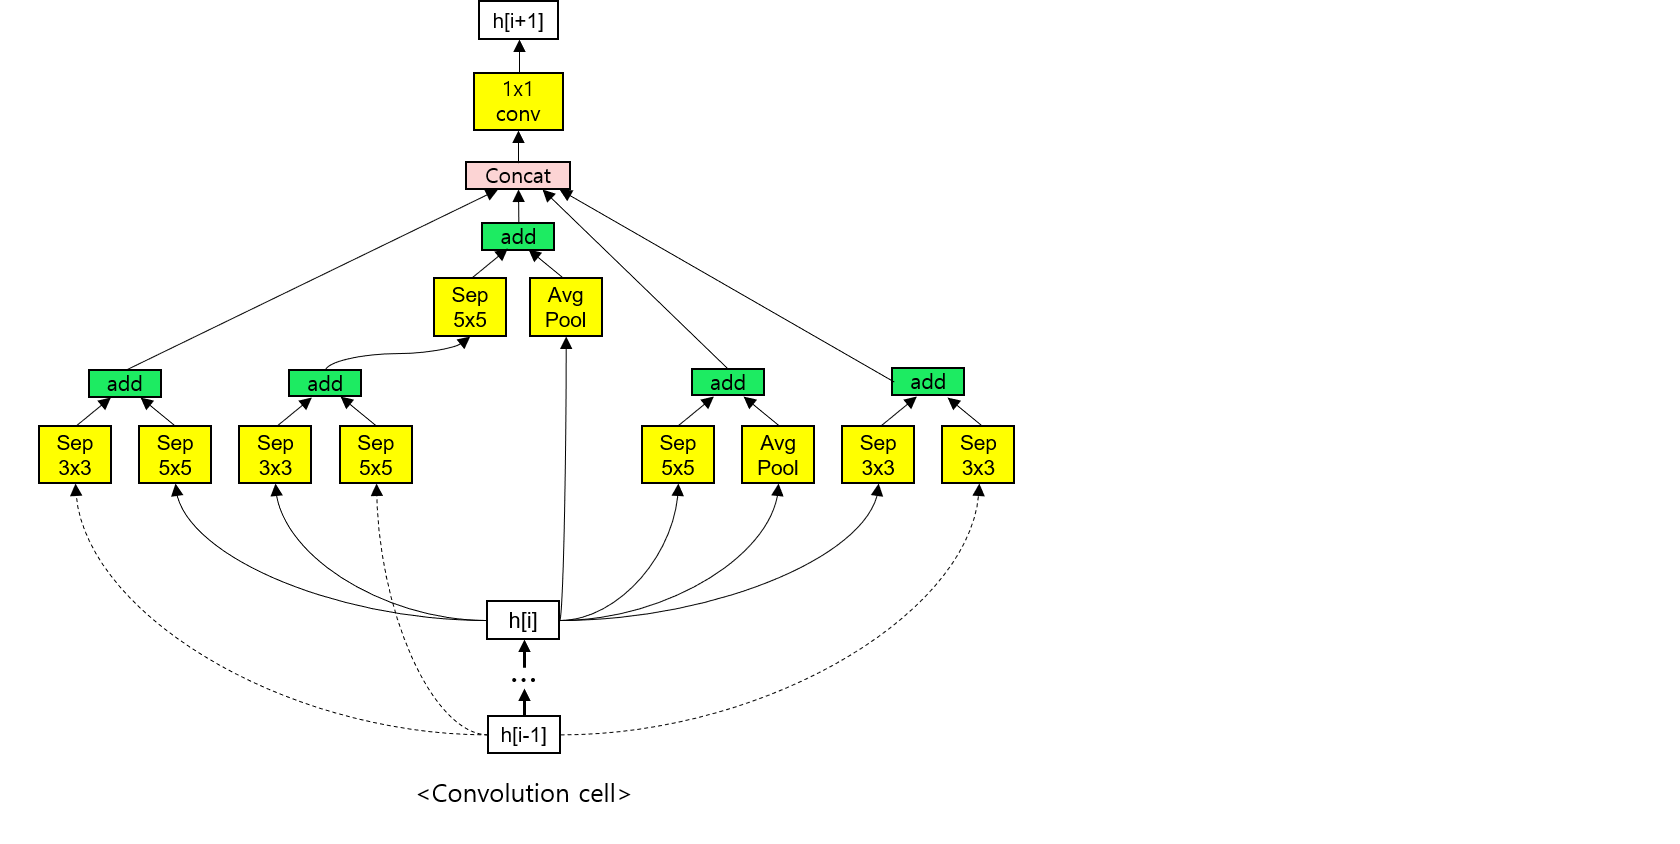 h[i+1]
1x1
conv
Concat
add
Sep
5x5
Avg
Pool
add
add
add
add
Sep
3x3
Sep
5x5
Sep
3x3
Sep
5x5
Sep
5x5
Avg
Pool
Sep
3x3
Sep
3x3
h[i]
...
h[i-1]
<Convolution cell>